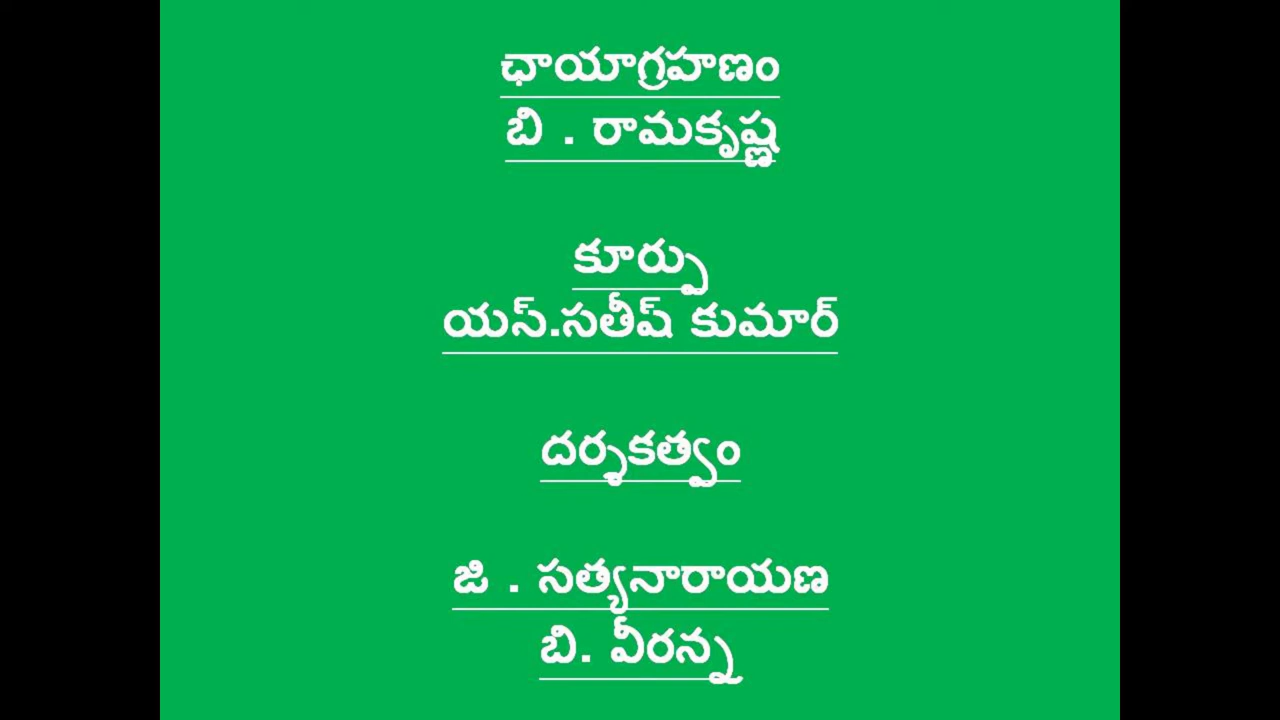 ఛాయాగ్రహణం
బి . రామకృష్ణ
కూర్పు
యస్.సతీష్ కుమార్
దర్శకత్వం
జి . సత్యనారాయణ
బి. వీరన్న